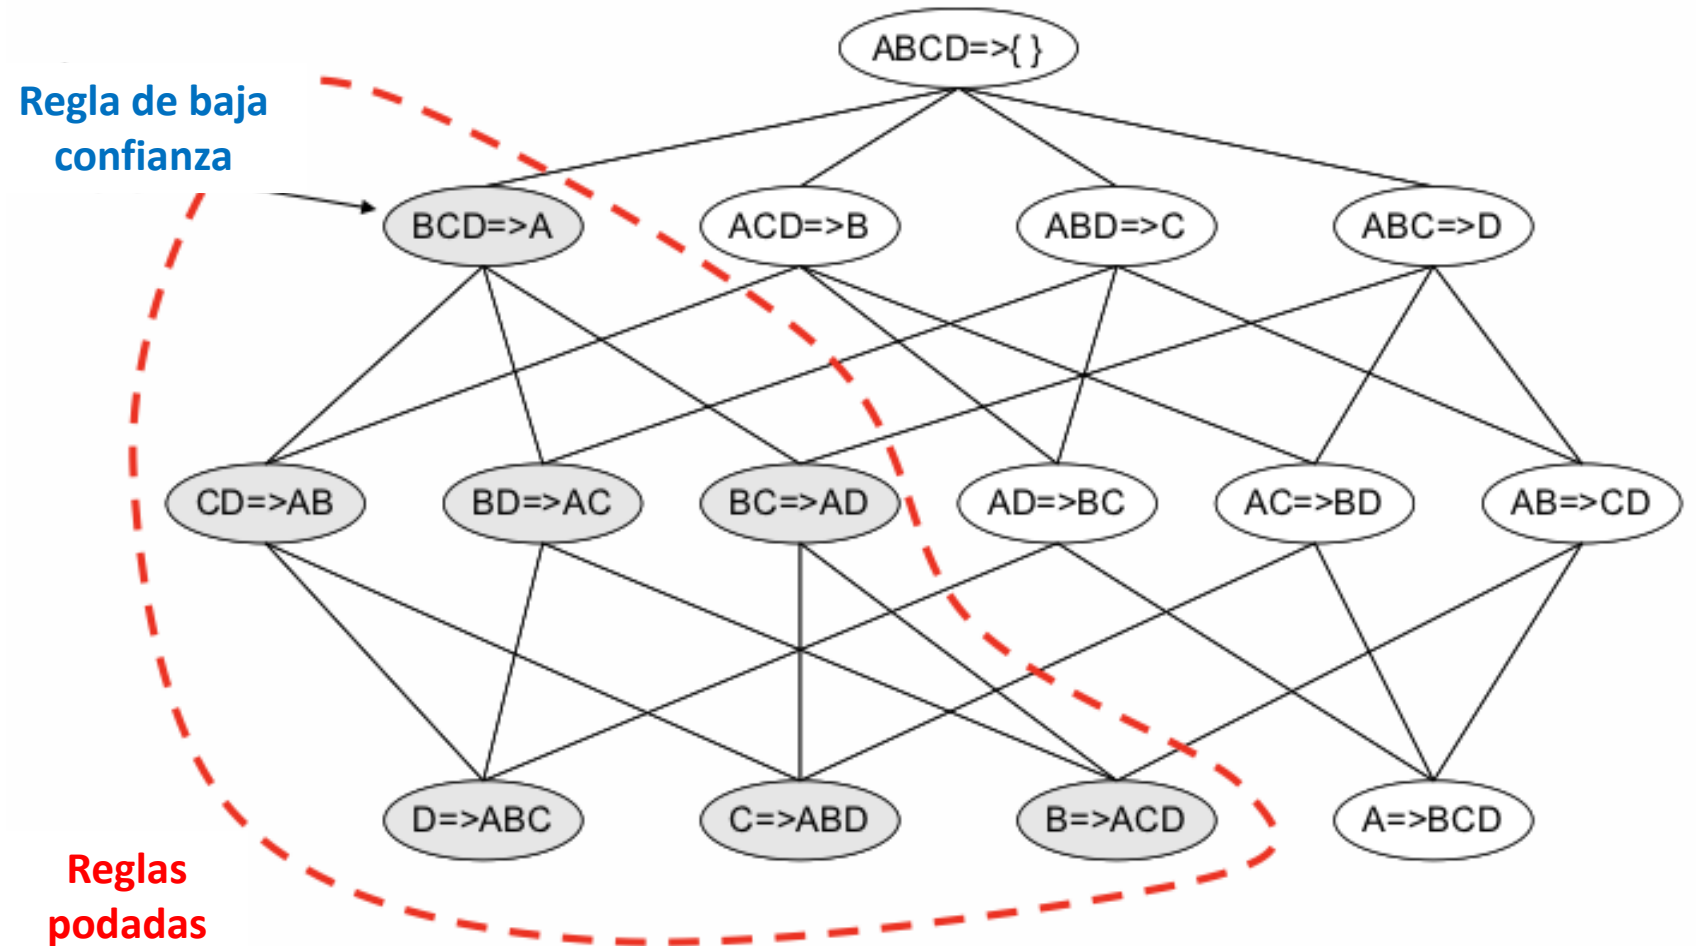 ABCD=>{ }
Regla de baja
confianza
BCD=>A
ACD=>B
ABD=>C
ABC=>D
CD=>AB
BD=>AC
BC=>AD
AD=>BC
AC=>BD
AB=>CD
D=>ABC
C=>ABD
B=>ACD
A=>BCD
Reglas
podadas